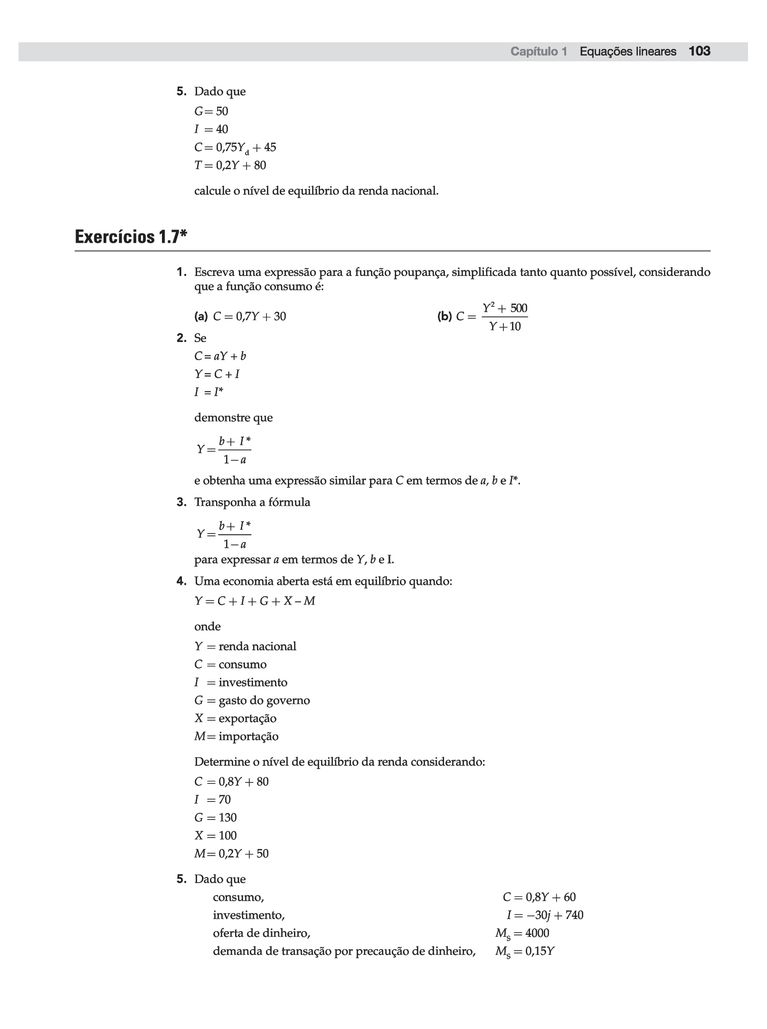 Capítulo 1 Equações lineares 103
5. Dado que
G = 50
I = 40
C = 0,75Y_d + 45
T = 0,2Y + 80
calcule o nível de equilíbrio da renda nacional.
Exercícios 1.7*
1. Escreva uma expressão para a função poupança, simplificada tanto quanto possível, considerando
que a função consumo é:
(a) C = 0,7Y + 30 (b) C = (Y² + 500)/(Y + 10)
2. Se
C = aY + b
Y = C + I
I = I*
demonstre que
Y = (b + I*)/(1 − a)
e obtenha uma expressão similar para C em termos de a, b e I*.
3. Transponha a fórmula
Y = (b + I*)/(1 − a)
para expressar a em termos de Y, b e I.
4. Uma economia aberta está em equilíbrio quando:
Y = C + I + G + X – M
onde
Y = renda nacional
C = consumo
I = investimento
G = gasto do governo
X = exportação
M = importação
Determine o nível de equilíbrio da renda considerando:
C = 0,8Y + 80
I = 70
G = 130
X = 100
M = 0,2Y + 50
5. Dado que
consumo, C = 0,8Y + 60
investimento, I = −30j + 740
oferta de dinheiro, M_S = 4000
demanda de transação por precaução de dinheiro, M_S = 0,15Y